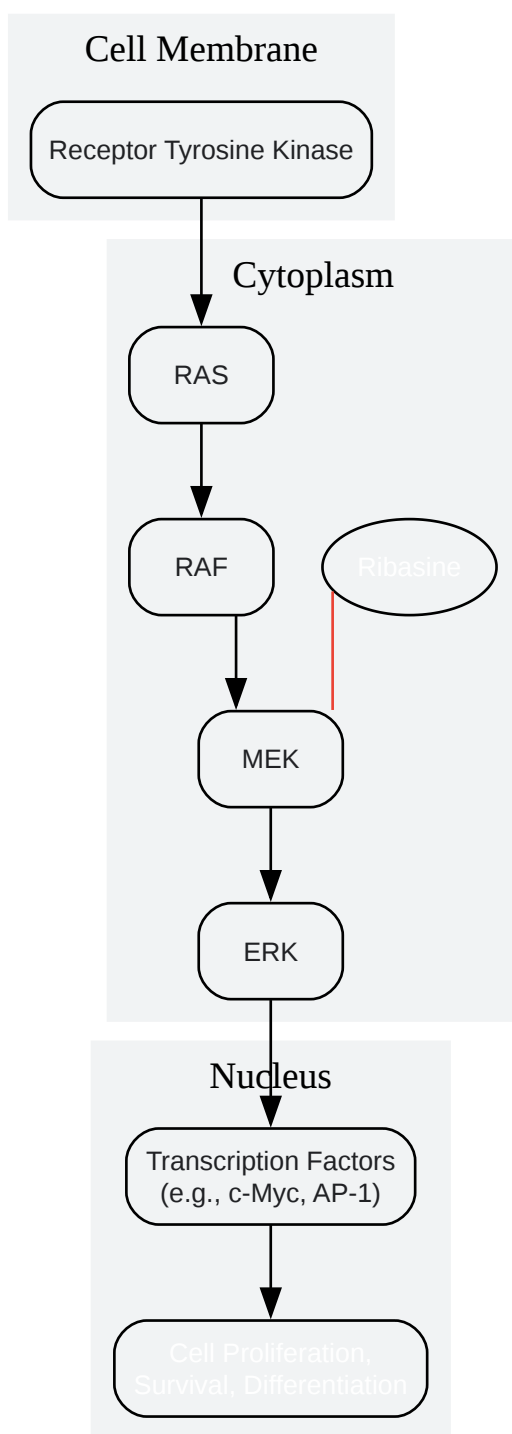 Cell Membrane
Receptor Tyrosine Kinase
Cytoplasm
RAS
RAF
Ribasine
MEK
ERK
Nucleus
Transcription Factors
(e.g., c-Myc, AP-1)
Cell Proliferation,
Survival, Differentiation